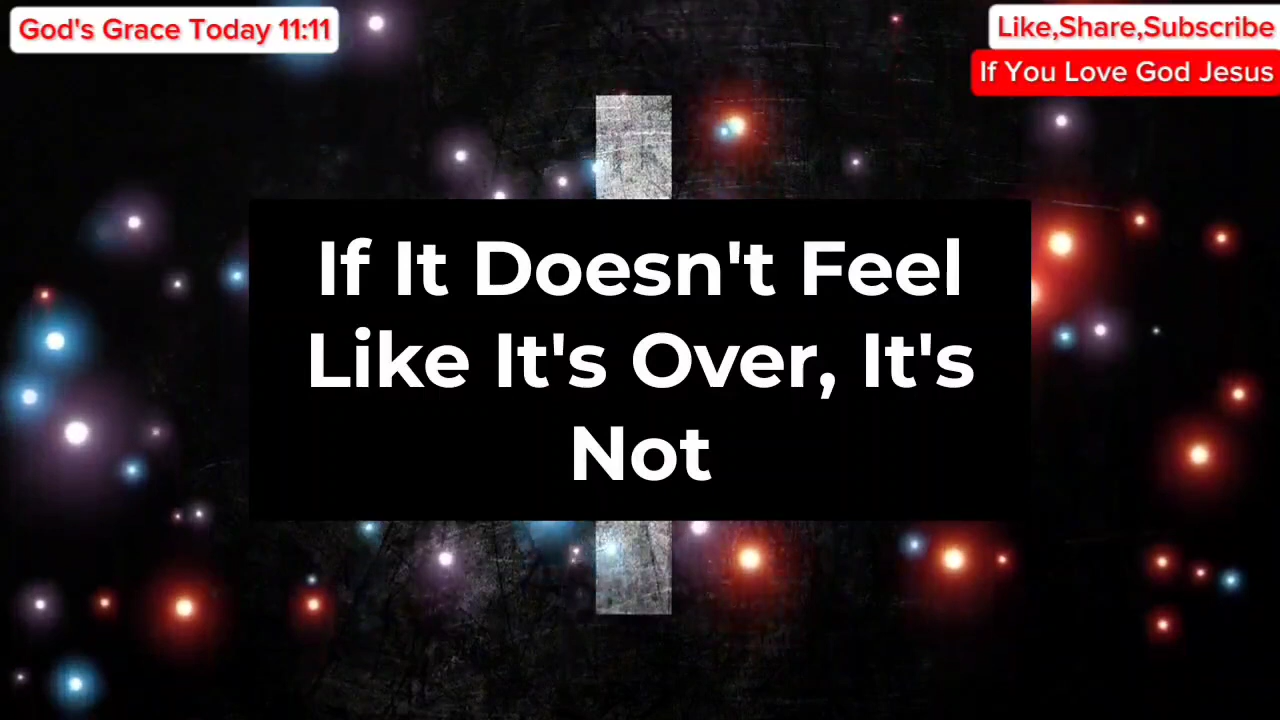 God's Grace Today 11:11
Like,Share,Subscribe
If You Love God Jesus
If It Doesn't Feel
Like It's Over, It's
Not